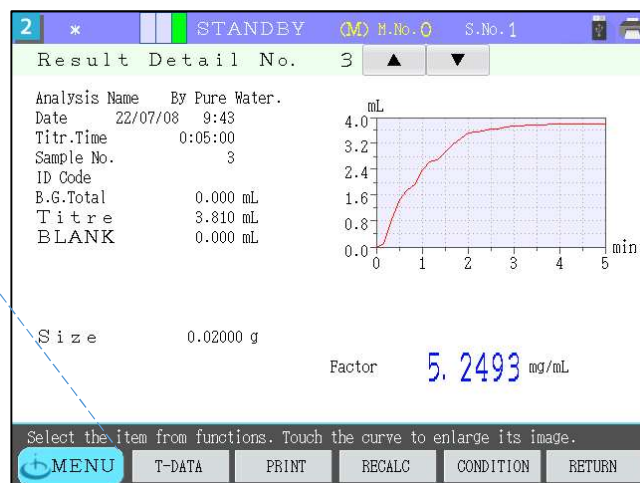 2 * STANDBY (M) M.No.0 S.No.1
Result Detail No. 3 ▲ ▼
Analysis Name By Pure Water.
Date 22/07/08 9:43
Titr.Time 0:05:00
Sample No. 3
ID Code
B.G.Total 0.000 mL
Titre 3.810 mL
BLANK 0.000 mL
mL
4.0
3.2
2.4
1.6
0.8
0.0
0 1 2 3 4 5 min
Size 0.02000 g
Factor 5.2493 mg/mL
Select the item from functions. Touch the curve to enlarge its image.
MENU T-DATA PRINT RECALC CONDITION RETURN